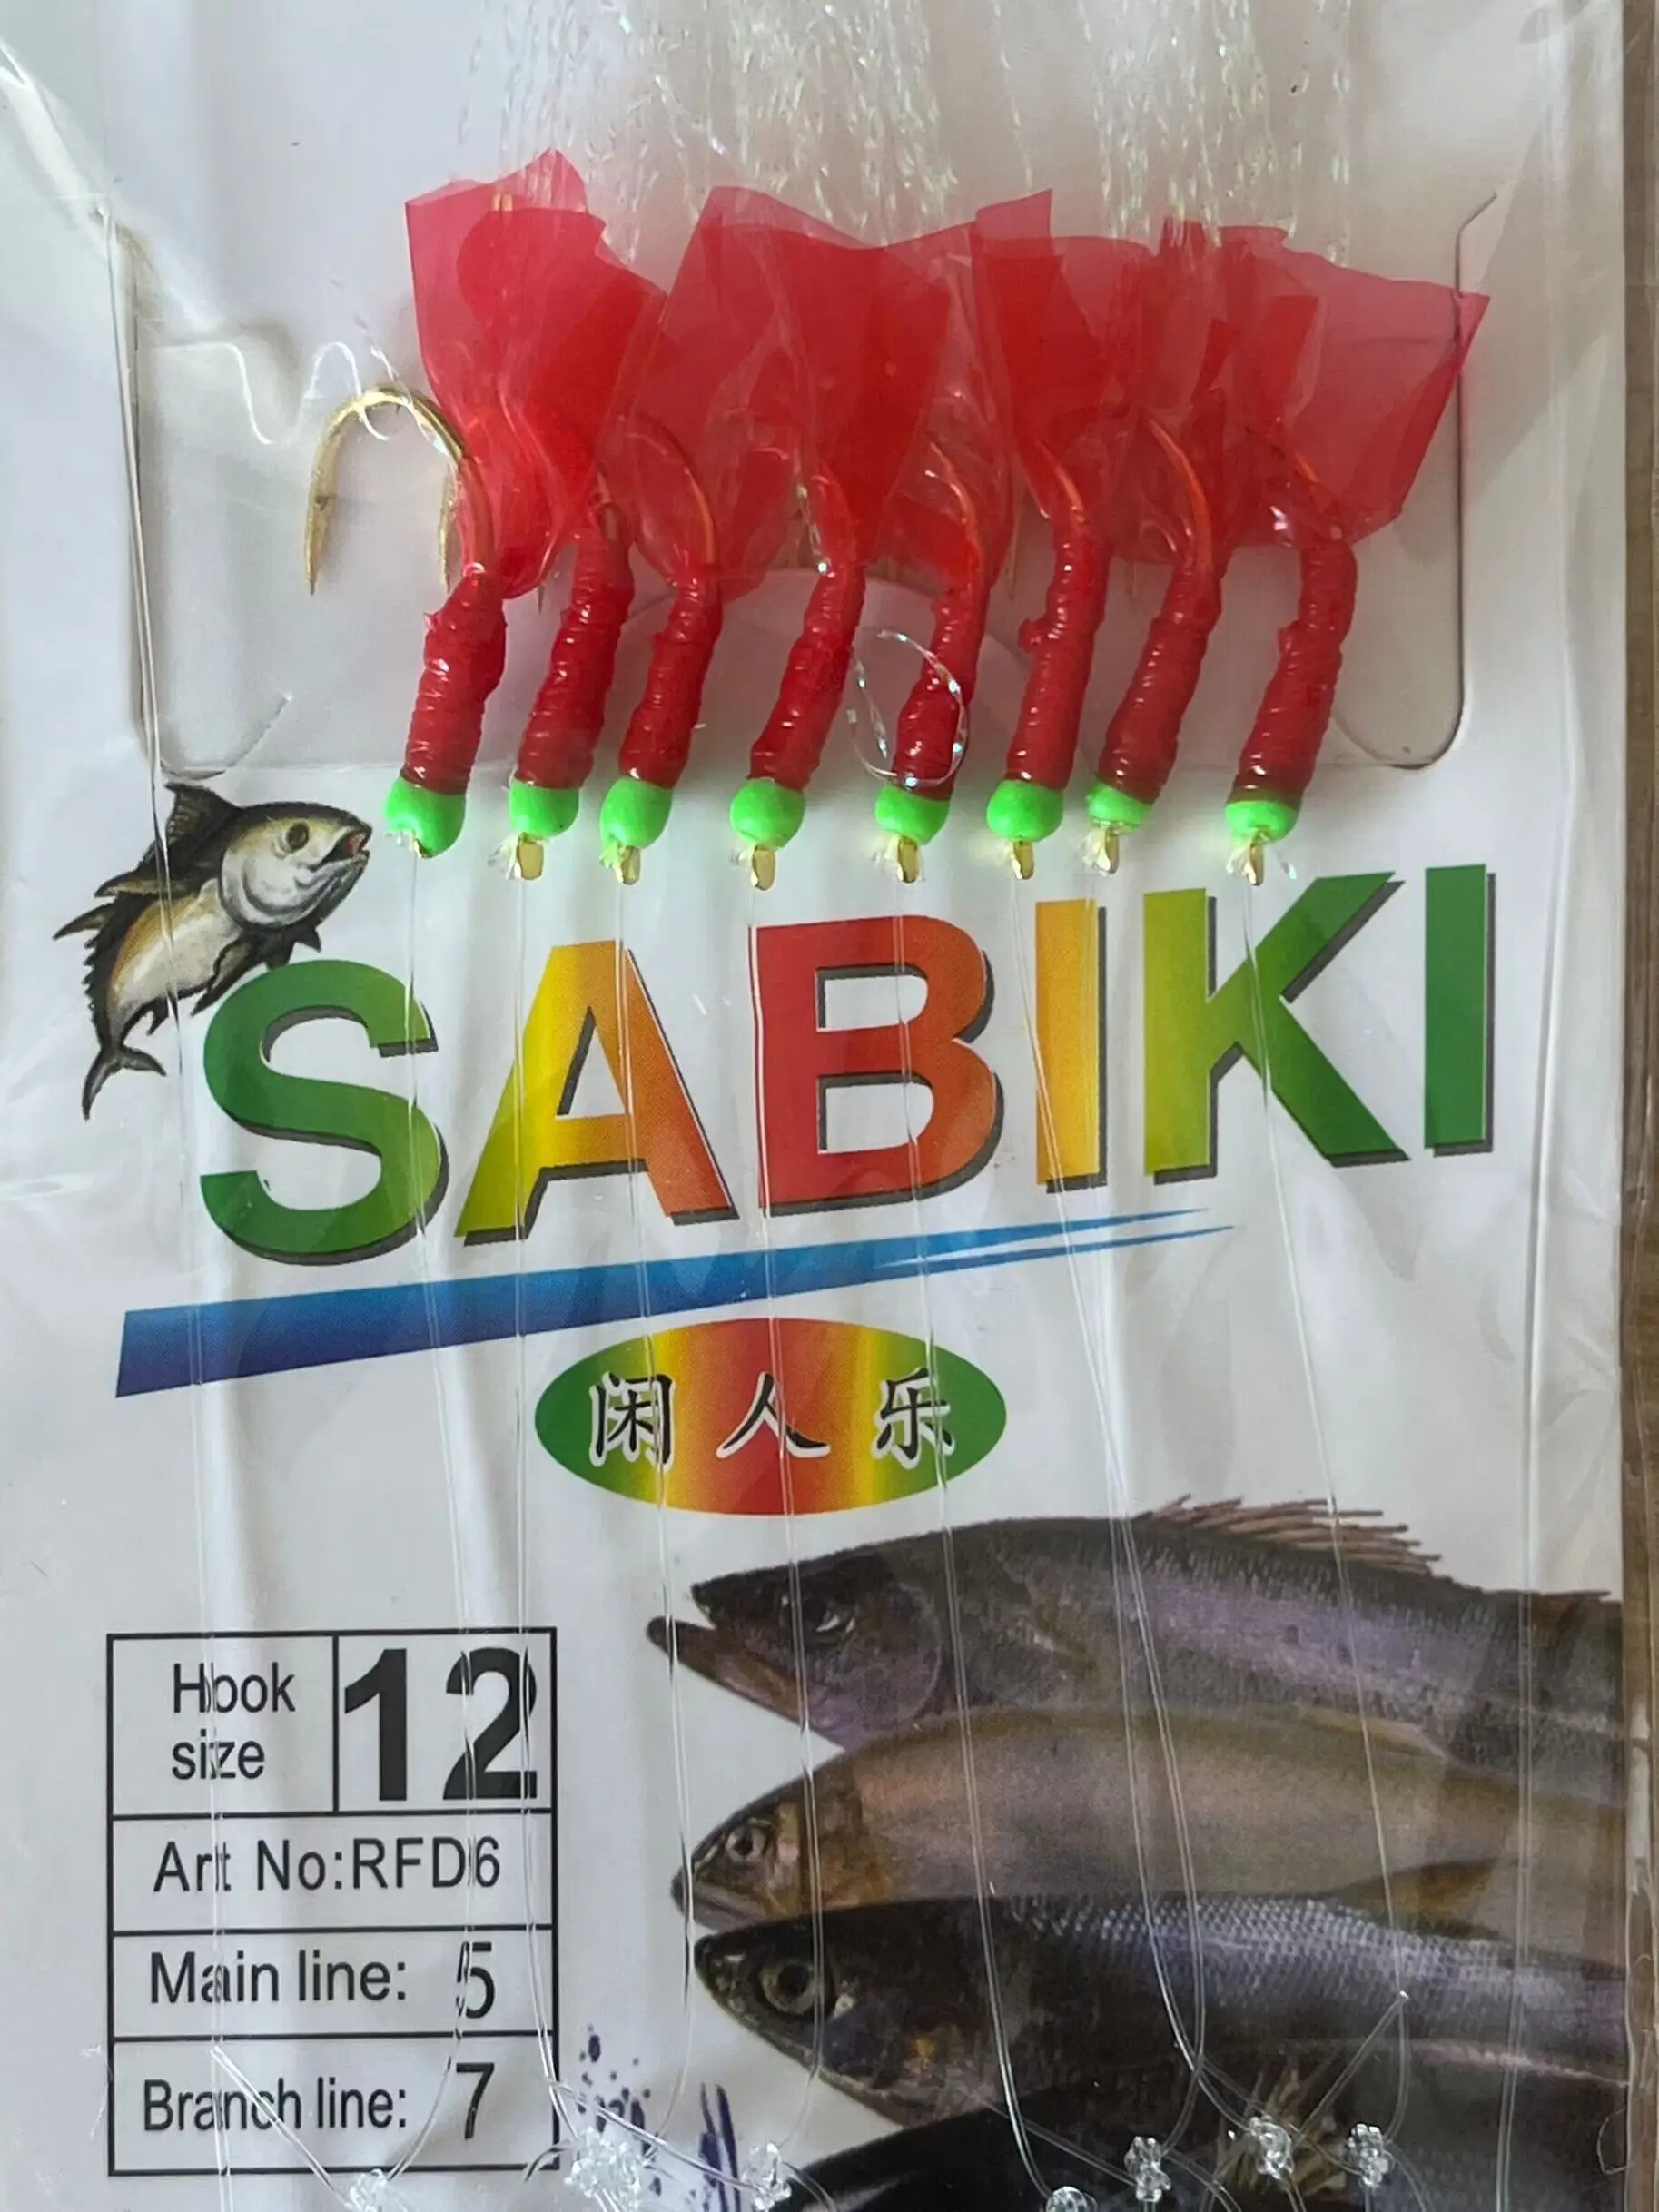 SABIKI
闲人乐
Hook size 12
Art No:RFD6
Main line: 5
Branch line: 7